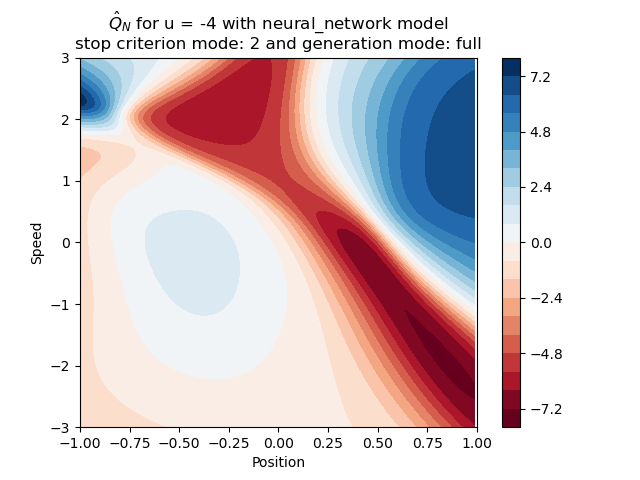 $\hat{Q}_N$ for u = -4 with neural_network model
stop criterion mode: 2 and generation mode: full
3
2
1
0
−1
−2
−3
Speed
−1.00 −0.75 −0.50 −0.25 0.00 0.25 0.50 0.75 1.00
Position
7.2
4.8
2.4
0.0
−2.4
−4.8
−7.2